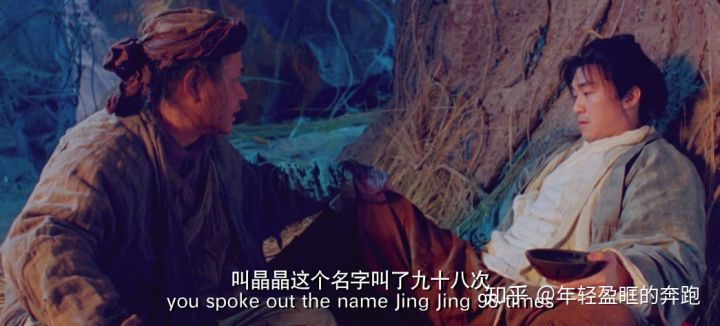 叫晶晶这个名字叫了九十八次
知乎 @年轻盈眶的奔跑
you spoke out the name Jing Jing 98 times